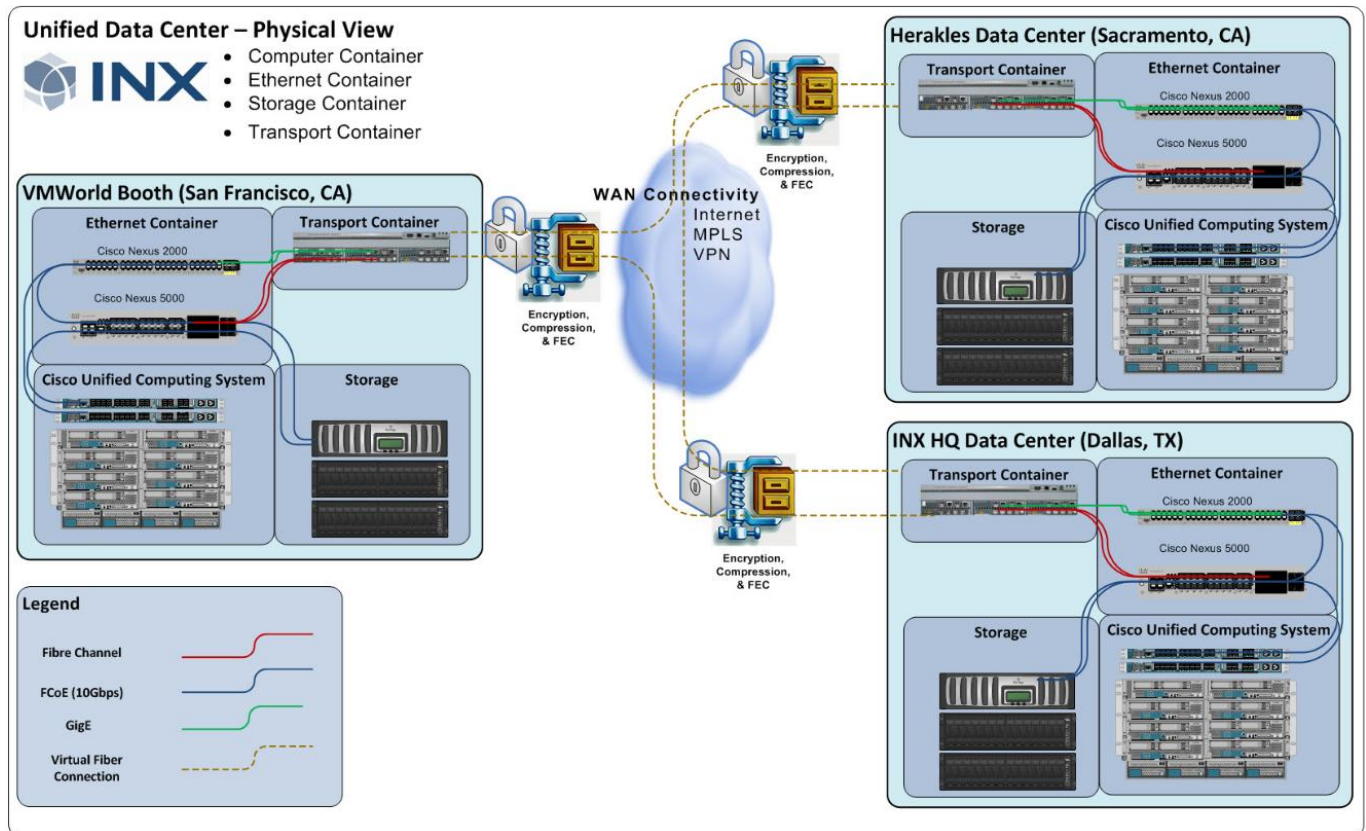 Unified Data Center – Physical View
INX
• Computer Container
• Ethernet Container
• Storage Container
• Transport Container
VMWorld Booth (San Francisco, CA)
Ethernet Container
Transport Container
Cisco Nexus 2000
Cisco Nexus 5000
Cisco Unified Computing System
Storage
Encryption,
Compression,
& FEC
WAN Connectivity
Internet
MPLS
VPN
Encryption,
Compression,
& FEC
Encryption,
Compression,
& FEC
Herakles Data Center (Sacramento, CA)
Transport Container
Ethernet Container
Cisco Nexus 2000
Cisco Nexus 5000
Storage
Cisco Unified Computing System
INX HQ Data Center (Dallas, TX)
Transport Container
Ethernet Container
Cisco Nexus 2000
Cisco Nexus 5000
Storage
Cisco Unified Computing System
Legend
Fibre Channel
FCoE (10Gbps)
GigE
Virtual Fiber
Connection